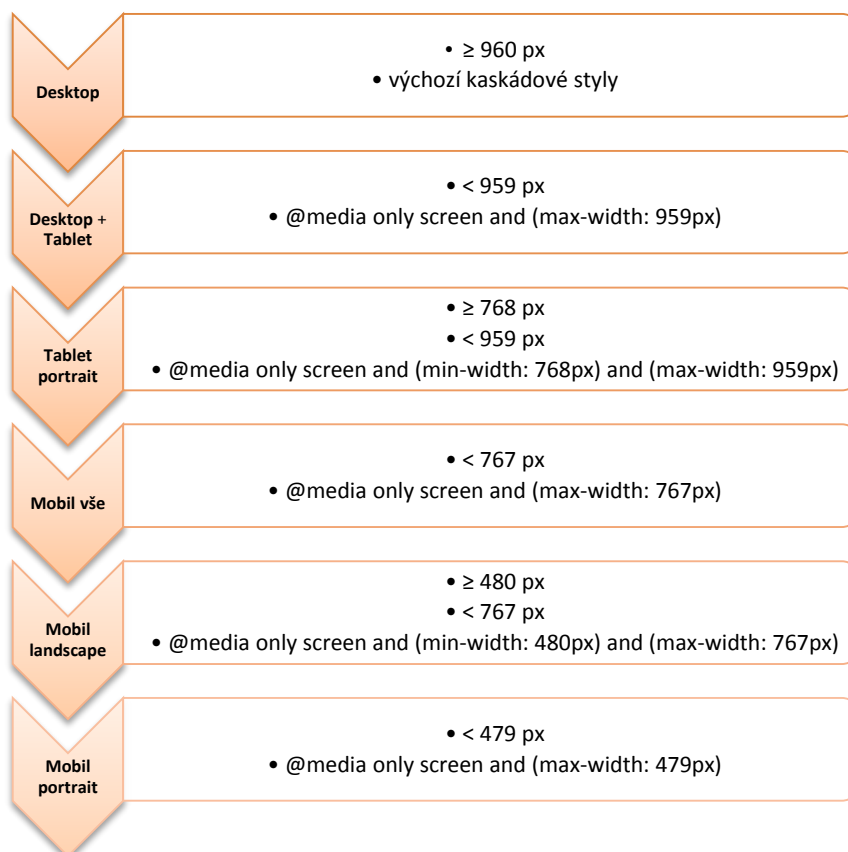 Desktop
• ≥ 960 px
• výchozí kaskádové styly
Desktop +
Tablet
• < 959 px
• @media only screen and (max-width: 959px)
Tablet
portrait
• ≥ 768 px
• < 959 px
• @media only screen and (min-width: 768px) and (max-width: 959px)
Mobil vše
• < 767 px
• @media only screen and (max-width: 767px)
Mobil
landscape
• ≥ 480 px
• < 767 px
• @media only screen and (min-width: 480px) and (max-width: 767px)
Mobil
portrait
• < 479 px
• @media only screen and (max-width: 479px)